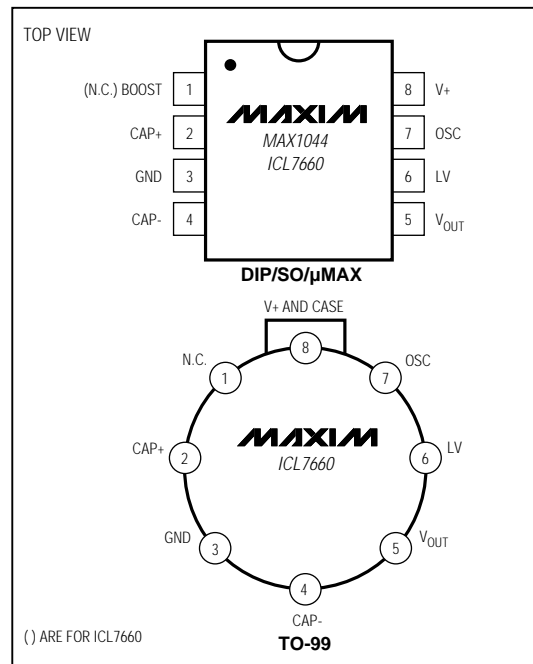 TOP VIEW
(N.C.) BOOST 1
CAP+ 2
GND 3
CAP- 4
MAXIM
MAX1044
ICL7660
8 V+
7 OSC
6 LV
5 VOUT
DIP/SO/µMAX
V+ AND CASE
8
N.C. 1
7 OSC
CAP+ 2
MAXIM
ICL7660
6 LV
GND 3
5 VOUT
4
CAP-
TO-99
( ) ARE FOR ICL7660